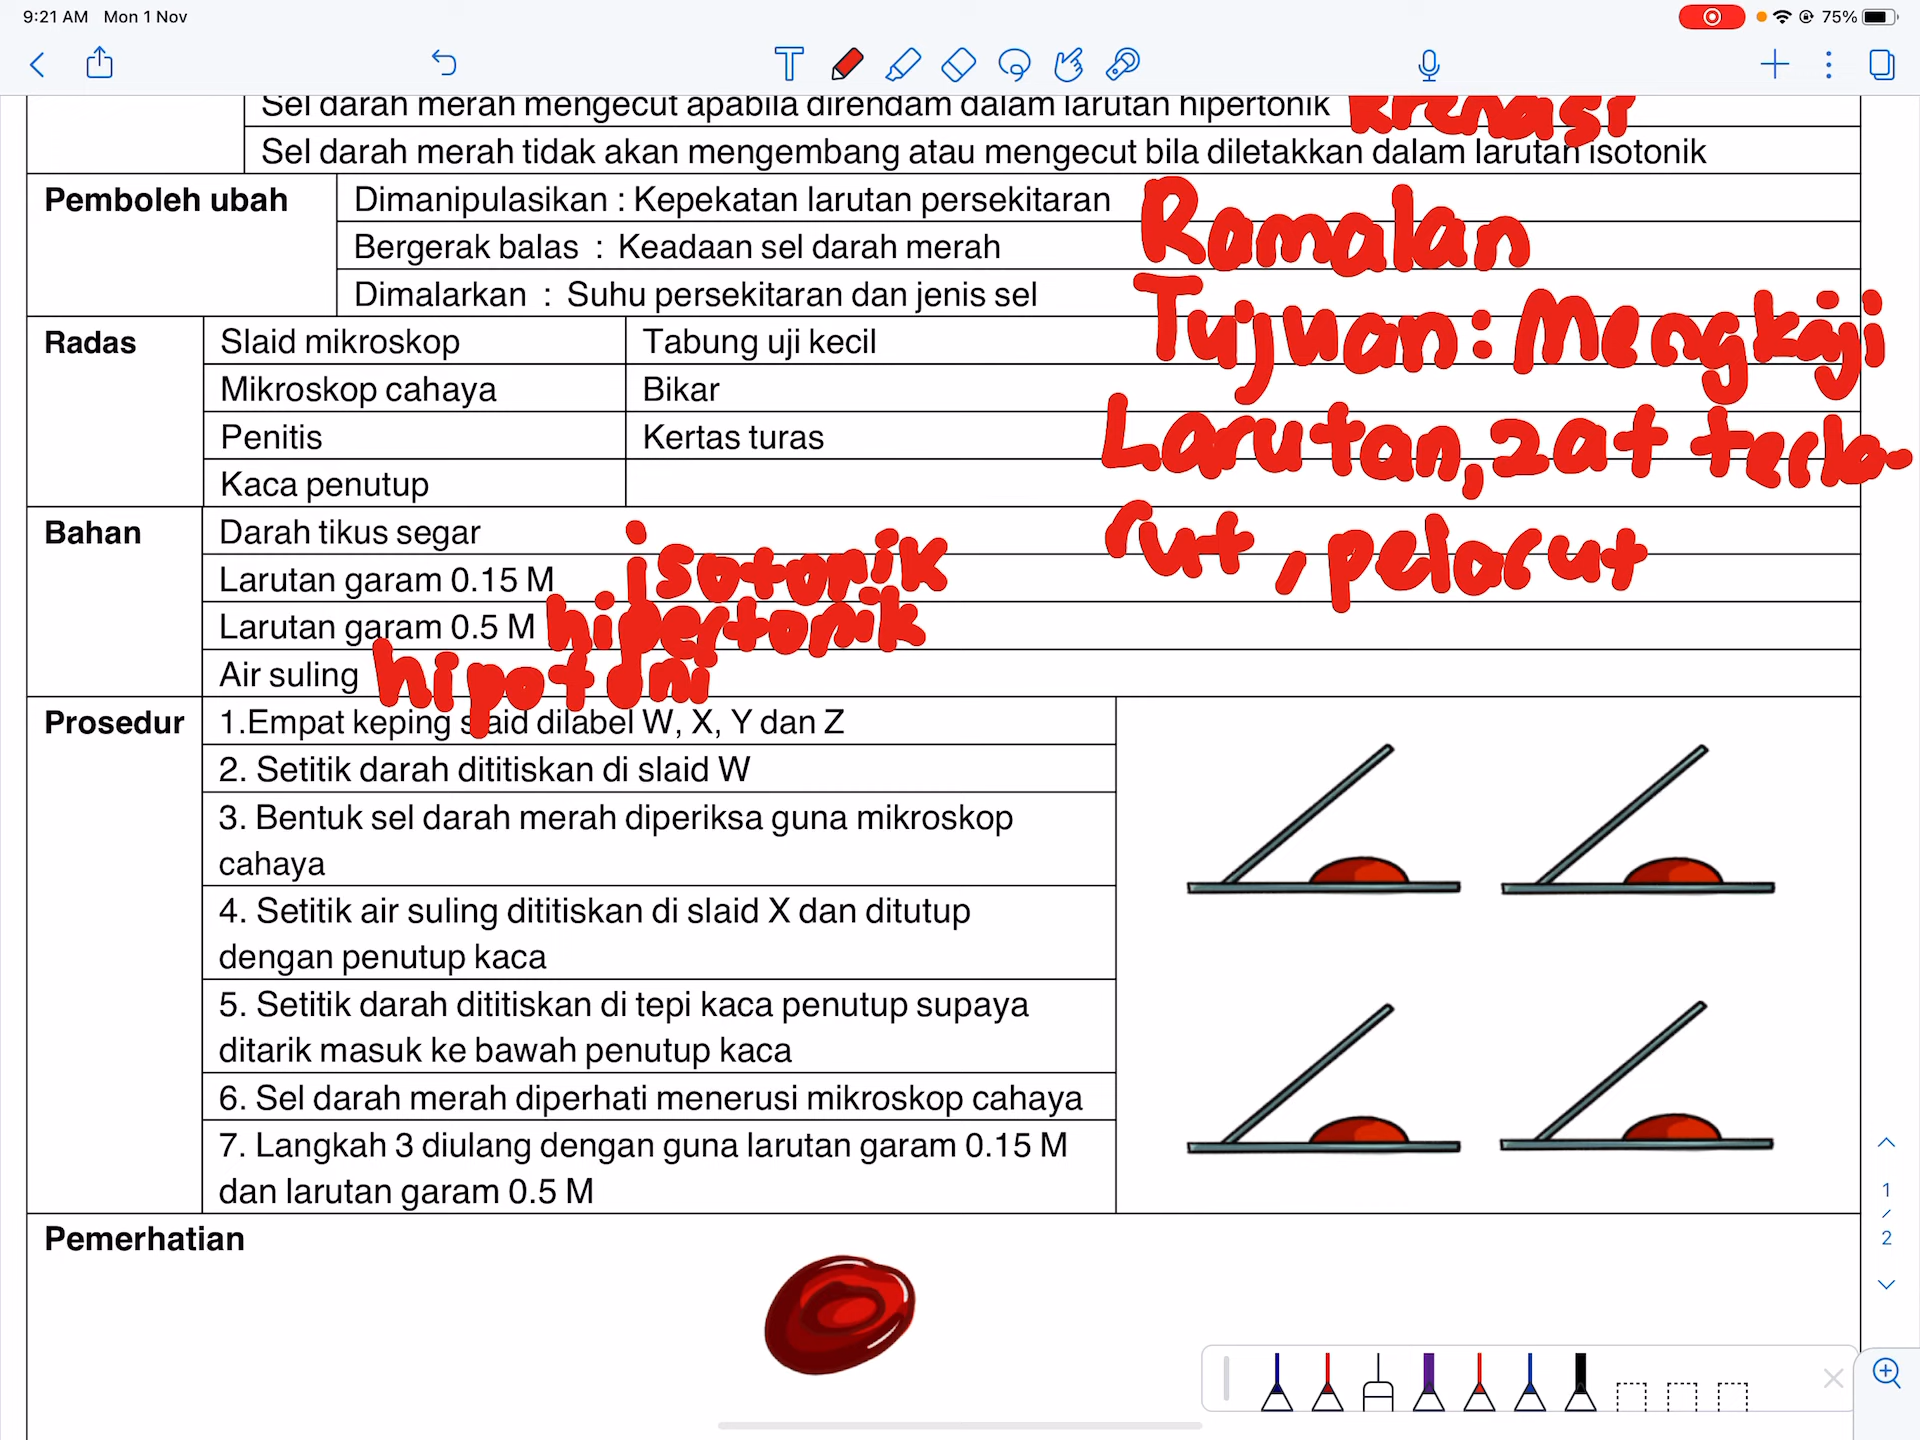 9:21 AM Mon 1 Nov
75%
Sel darah merah mengecut apabila direndam dalam larutan hipertonik krenasi
Sel darah merah tidak akan mengembang atau mengecut bila diletakkan dalam larutan isotonik
Pemboleh ubah
Dimanipulasikan : Kepekatan larutan persekitaran
Bergerak balas : Keadaan sel darah merah
Dimalarkan : Suhu persekitaran dan jenis sel
Ramalan
Tujuan: Mengkaji
Larutan, zat terla-
rut, pelarut
Radas
Slaid mikroskop Tabung uji kecil
Mikroskop cahaya Bikar
Penitis Kertas turas
Kaca penutup
Bahan
Darah tikus segar
Larutan garam 0.15 M isotonik
Larutan garam 0.5 M hipertonik
Air suling hipotoni
Prosedur
1.Empat keping slaid dilabel W, X, Y dan Z
2. Setitik darah dititiskan di slaid W
3. Bentuk sel darah merah diperiksa guna mikroskop
cahaya
4. Setitik air suling dititiskan di slaid X dan ditutup
dengan penutup kaca
5. Setitik darah dititiskan di tepi kaca penutup supaya
ditarik masuk ke bawah penutup kaca
6. Sel darah merah diperhati menerusi mikroskop cahaya
7. Langkah 3 diulang dengan guna larutan garam 0.15 M
dan larutan garam 0.5 M
Pemerhatian
1
/
2